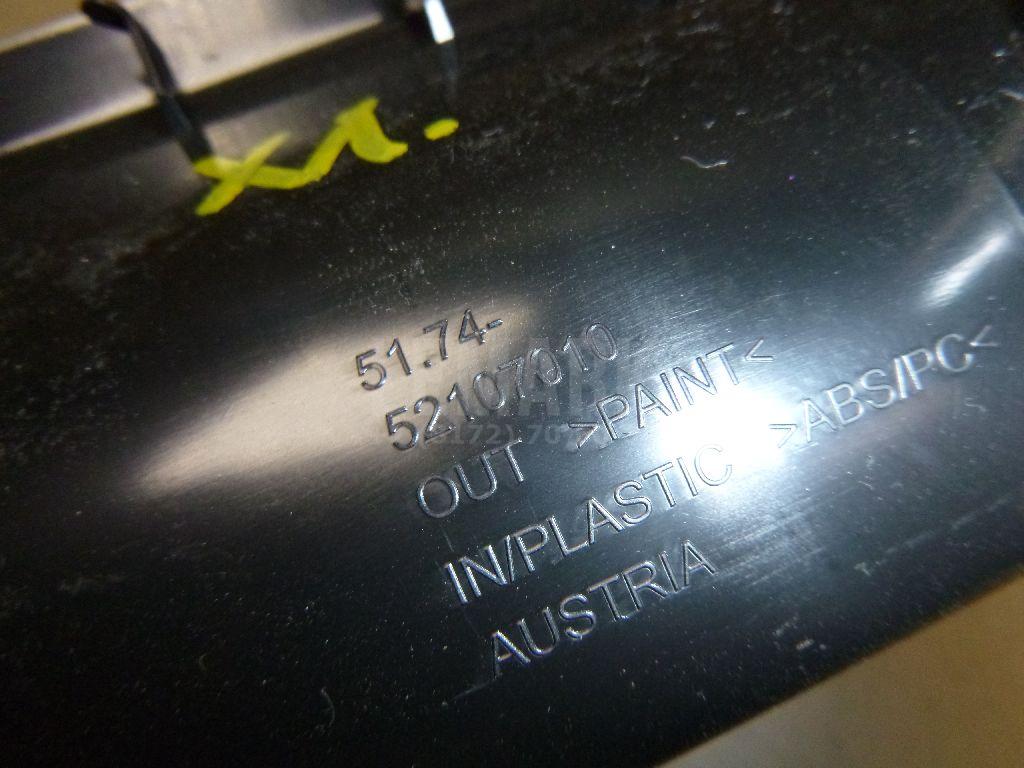 51.74-
52107010
OUT >PAINT<
IN/PLASTIC >ABS/PC<
AUSTRIA